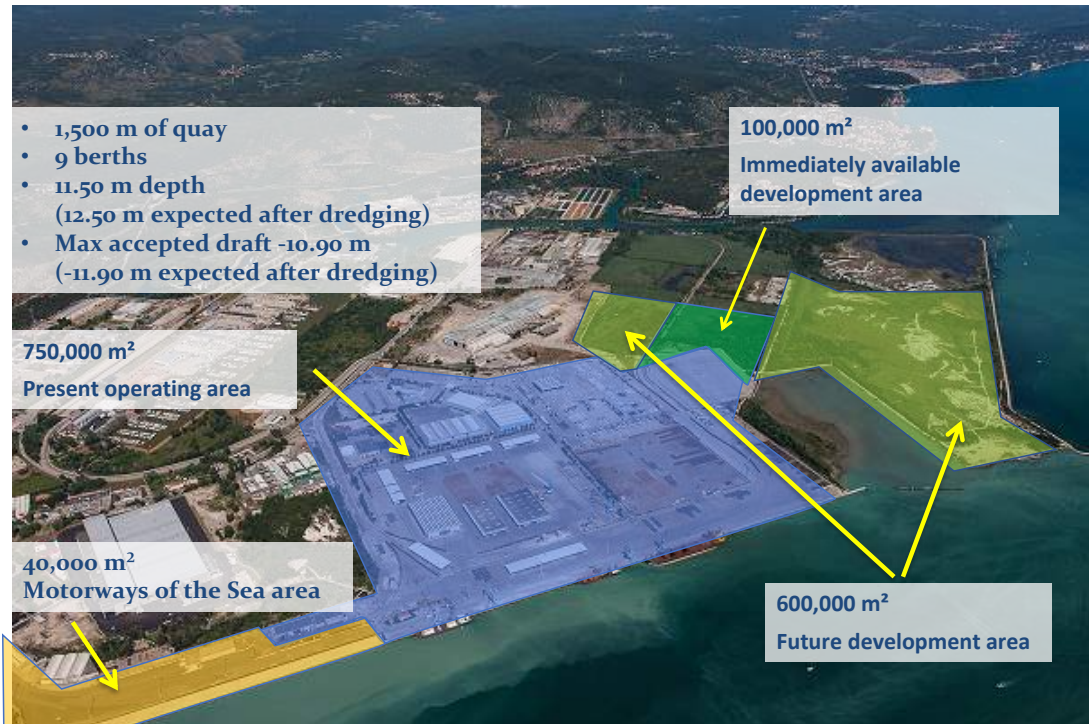 • 1,500 m of quay
• 9 berths
• 11.50 m depth
(12.50 m expected after dredging)
• Max accepted draft -10.90 m
(-11.90 m expected after dredging)
100,000 m²
Immediately available
development area
750,000 m²
Present operating area
40,000 m²
Motorways of the Sea area
600,000 m²
Future development area